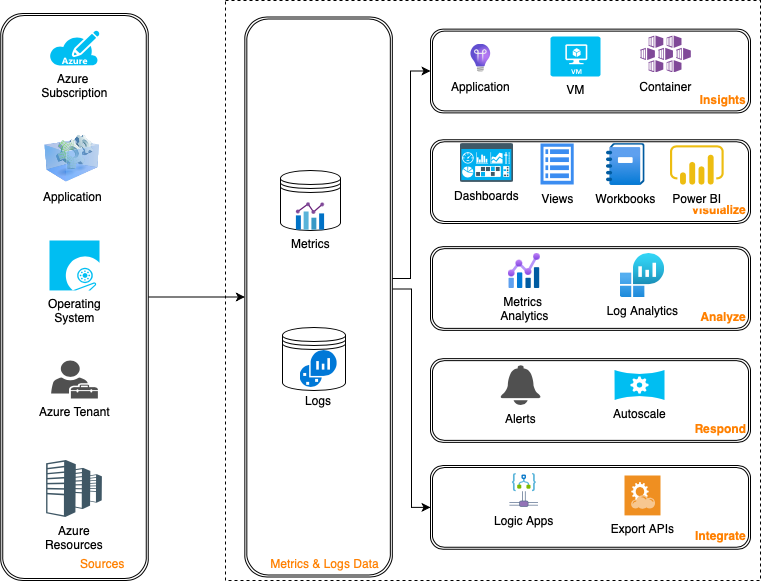 Azure
Azure
Subscription
Application
Operating
System
Azure Tenant
Azure
Resources
Sources
Metrics
Logs
Metrics & Logs Data
Application
VM
VM
Container
Insights
Dashboards
Views
Workbooks
Power BI
Visualize
Metrics
Analytics
Log Analytics
Analyze
Alerts
Autoscale
Respond
Logic Apps
Export APIs
Integrate